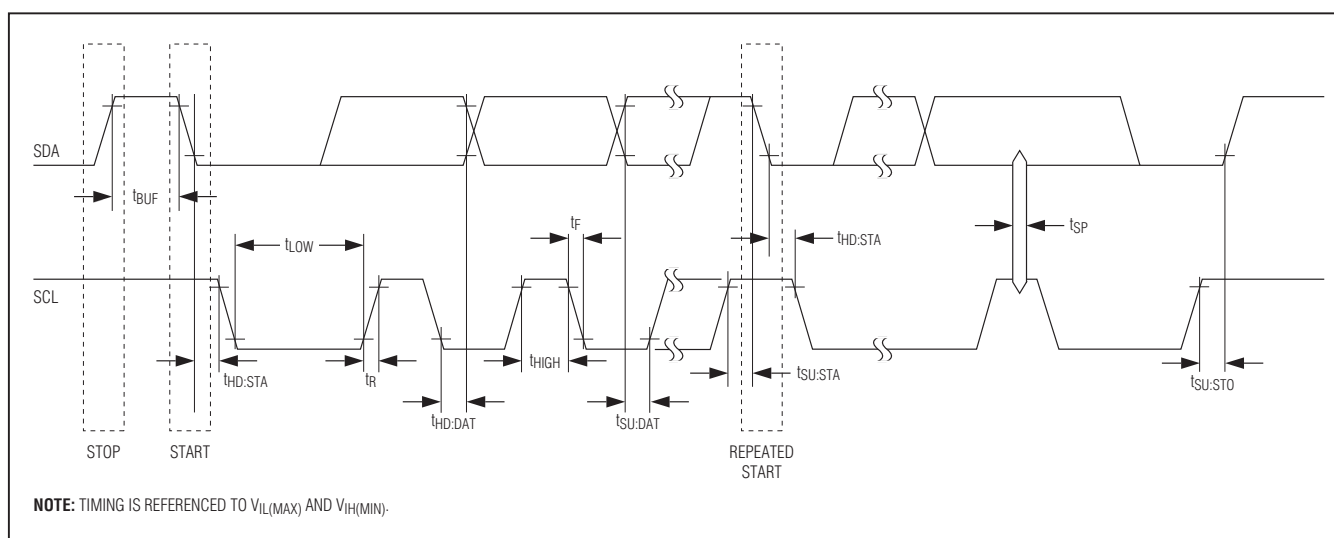 SDA
tBUF
tLOW
tF
tHD:STA
tSP
SCL
tHD:STA
tR
tHIGH
tHD:DAT
tSU:DAT
tSU:STA
tSU:STO
STOP
START
REPEATED
START
NOTE: TIMING IS REFERENCED TO VIL(MAX) AND VIH(MIN).